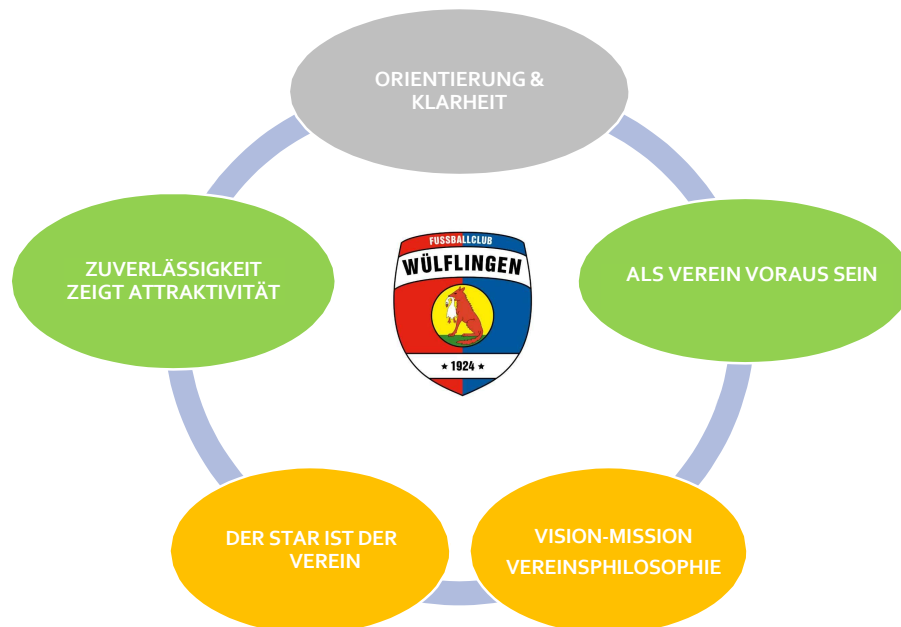 ORIENTIERUNG &
KLARHEIT
ZUVERLÄSSIGKEIT
ZEIGT ATTRAKTIVITÄT
FUSSBALLCLUB
WÜLFLINGEN
★ 1924 ★
ALS VEREIN VORAUS SEIN
DER STAR IST DER
VEREIN
VISION-MISSION
VEREINSPHILOSOPHIE